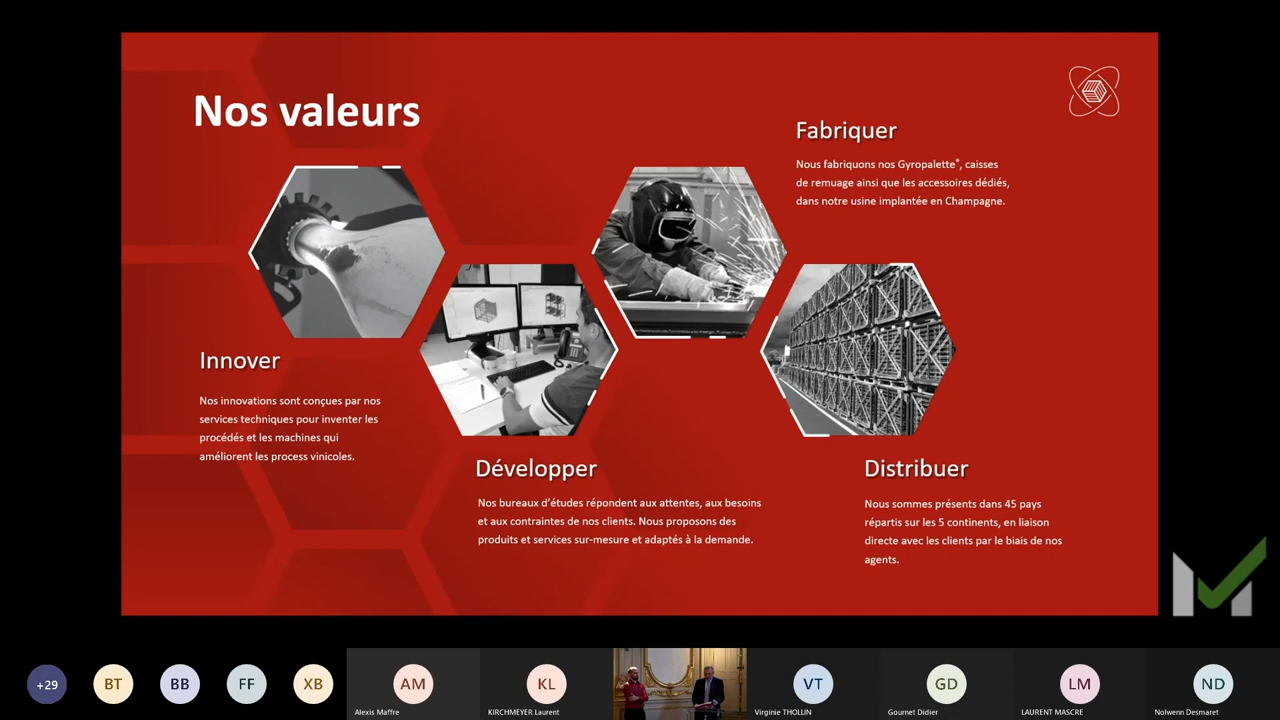 Nos valeurs
Fabriquer
Nous fabriquons nos Gyropalette®, caisses
de remuage ainsi que les accessoires dédiés,
dans notre usine implantée en Champagne.
Innover
Nos innovations sont conçues par nos
services techniques pour inventer les
procédés et les machines qui
améliorent les process vinicoles.
Développer
Nos bureaux d’études répondent aux attentes, aux besoins
et aux contraintes de nos clients. Nous proposons des
produits et services sur-mesure et adaptés à la demande.
Distribuer
Nous sommes présents dans 45 pays
répartis sur les 5 continents, en liaison
directe avec les clients par le biais de nos
agents.
+29
BT
BB
FF
XB
AM
KL
VT
GD
LM
ND
Alexis Maffre
KIRCHMEYER Laurent
Virginie THOLLIN
Gournet Didier
LAURENT MASCRE
Nolwenn Desmaret